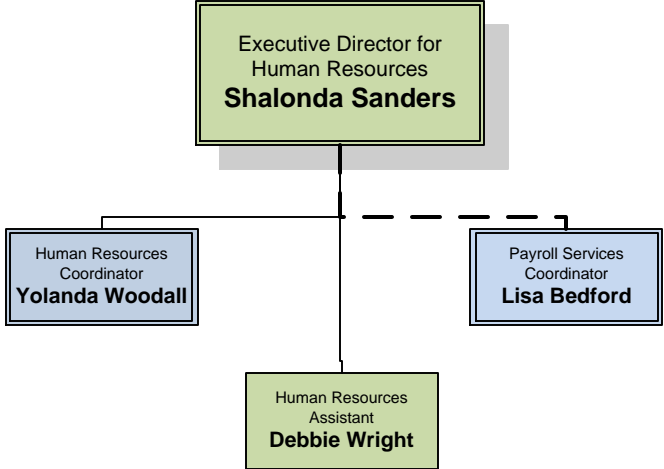 Executive Director for
Human Resources
Shalonda Sanders
Human Resources
Coordinator
Yolanda Woodall
Payroll Services
Coordinator
Lisa Bedford
Human Resources
Assistant
Debbie Wright